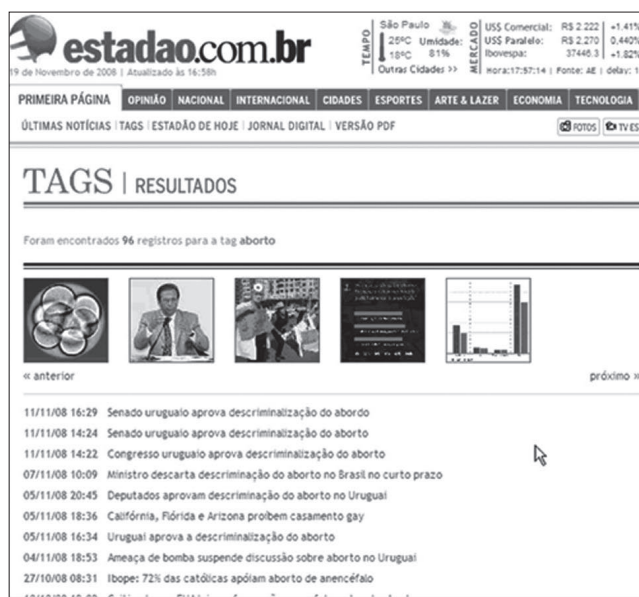 estadao.com.br
19 de Novembro de 2008 | Atualizado às 16:58h
TEMPO
São Paulo
25ºC Umidade:
18ºC 81%
Outras Cidades >>
MERCADO
US$ Comercial: R$ 2.222 +1,41%
US$ Paralelo: R$ 2.270 0,440%
Ibovespa: 37446.3 +1.82%
Hora:17:57:14 | Fonte: AE | delay: 1
PRIMEIRA PÁGINA OPINIÃO NACIONAL INTERNACIONAL CIDADES ESPORTES ARTE & LAZER ECONOMIA TECNOLOGIA
ÚLTIMAS NOTÍCIAS | TAGS | ESTADÃO DE HOJE | JORNAL DIGITAL | VERSÃO PDF FOTOS TV ES
TAGS | RESULTADOS
Foram encontrados 96 registros para a tag aborto
« anterior próximo »
11/11/08 16:29 Senado uruguaio aprova descriminalização do abordo
11/11/08 14:24 Senado uruguaio aprova descriminalização do aborto
11/11/08 14:22 Congresso uruguaio aprova descriminalização do aborto
07/11/08 10:09 Ministro descarta descriminação do aborto no Brasil no curto prazo
05/11/08 20:45 Deputados aprovam descriminação do aborto no Uruguai
05/11/08 18:36 Califórnia, Flórida e Arizona proíbem casamento gay
05/11/08 16:34 Uruguai aprova a descriminalização do aborto
04/11/08 18:53 Ameaça de bomba suspende discussão sobre aborto no Uruguai
27/10/08 08:31 Ibope: 72% das católicas apóiam aborto de anencéfalo